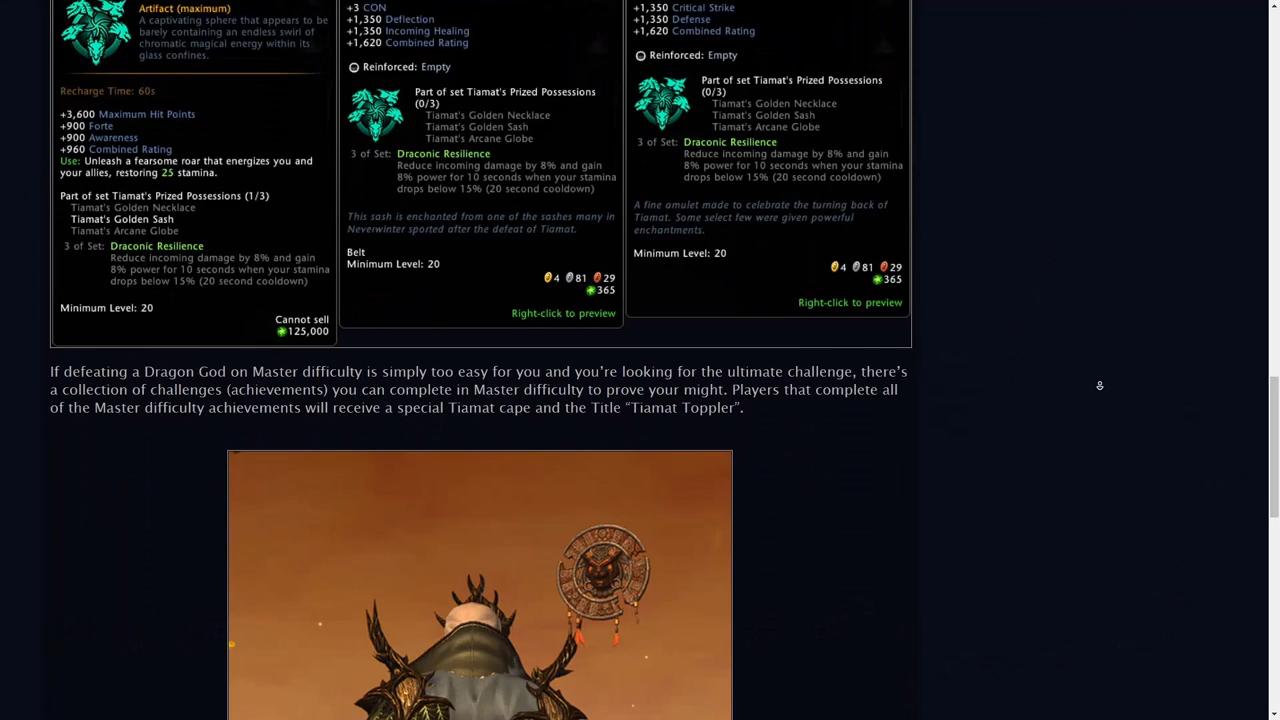 Artifact (maximum)
A captivating sphere that appears to be
barely containing an endless swirl of
chromatic magical energy within its
glass confines.
Recharge Time: 60s
+3,600 Maximum Hit Points
+900 Forte
+900 Awareness
+960 Combined Rating
Use: Unleash a fearsome roar that energizes you and
your allies, restoring 25 stamina.
Part of set Tiamat's Prized Possessions (1/3)
Tiamat's Golden Necklace
Tiamat's Golden Sash
Tiamat's Arcane Globe
3 of Set: Draconic Resilience
Reduce incoming damage by 8% and gain
8% power for 10 seconds when your stamina
drops below 15% (20 second cooldown)
Minimum Level: 20
Cannot sell
125,000
+3 CON
+1,350 Deflection
+1,350 Incoming Healing
+1,620 Combined Rating
Reinforced: Empty
Part of set Tiamat's Prized Possessions
(0/3)
Tiamat's Golden Necklace
Tiamat's Golden Sash
Tiamat's Arcane Globe
3 of Set: Draconic Resilience
Reduce incoming damage by 8% and gain
8% power for 10 seconds when your stamina
drops below 15% (20 second cooldown)
This sash is enchanted from one of the sashes many in
Neverwinter sported after the defeat of Tiamat.
Belt
Minimum Level: 20
4 81 29
365
Right-click to preview
+1,350 Critical Strike
+1,350 Defense
+1,620 Combined Rating
Reinforced: Empty
Part of set Tiamat's Prized Possessions
(0/3)
Tiamat's Golden Necklace
Tiamat's Golden Sash
Tiamat's Arcane Globe
3 of Set: Draconic Resilience
Reduce incoming damage by 8% and gain
8% power for 10 seconds when your stamina
drops below 15% (20 second cooldown)
A fine amulet made to celebrate the turning back of
Tiamat. Some select few were given powerful
enchantments.
Minimum Level: 20
4 81 29
365
Right-click to preview
If defeating a Dragon God on Master difficulty is simply too easy for you and you’re looking for the ultimate challenge, there’s
a collection of challenges (achievements) you can complete in Master difficulty to prove your might. Players that complete all
of the Master difficulty achievements will receive a special Tiamat cape and the Title “Tiamat Toppler”.